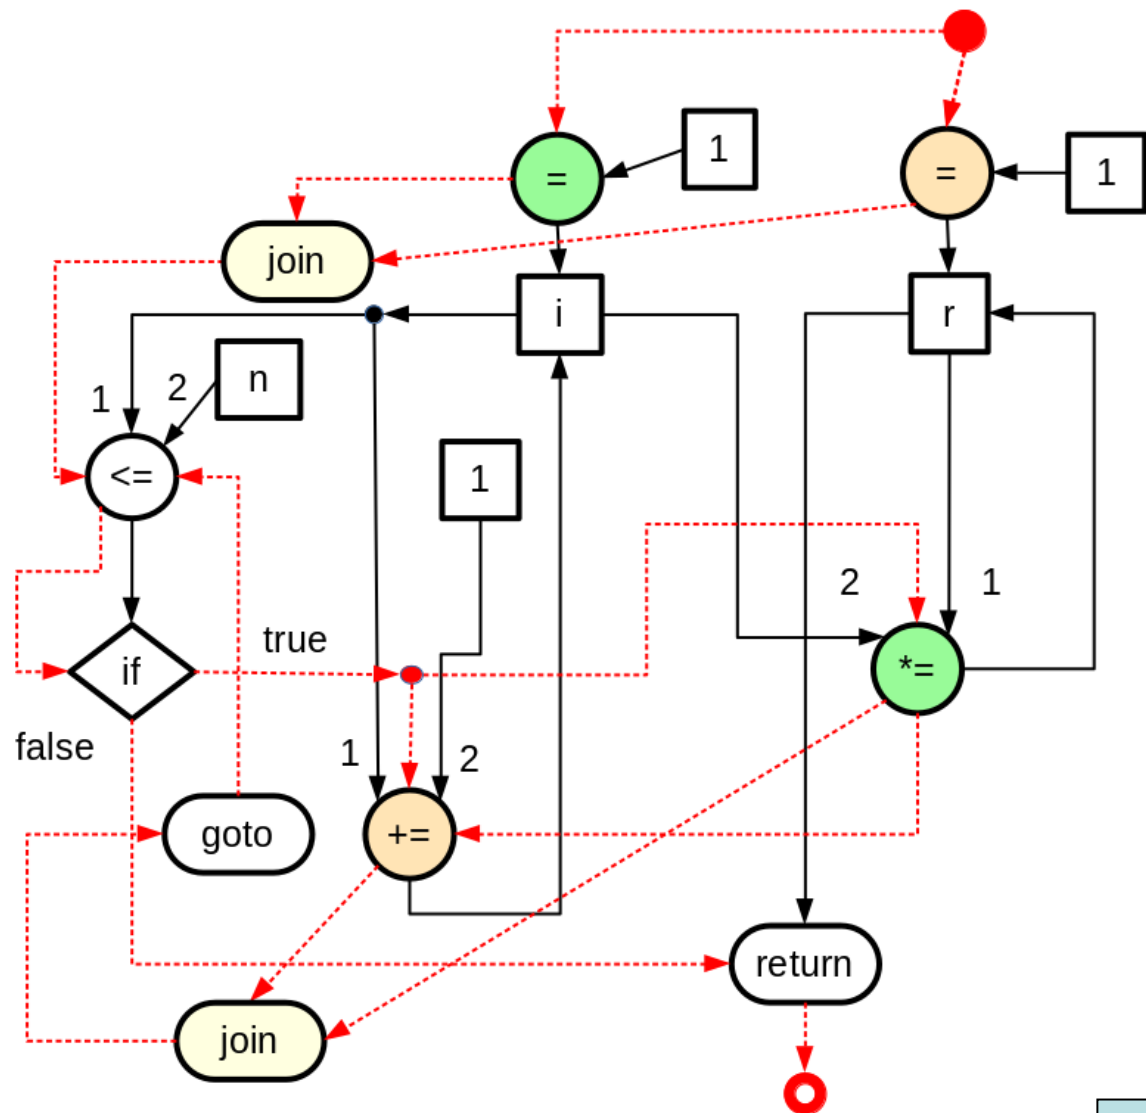 1
=
=
1
join
i
r
n
1
2
<=
1
2
1
true
if
*=
false
1
2
goto
+=
return
join